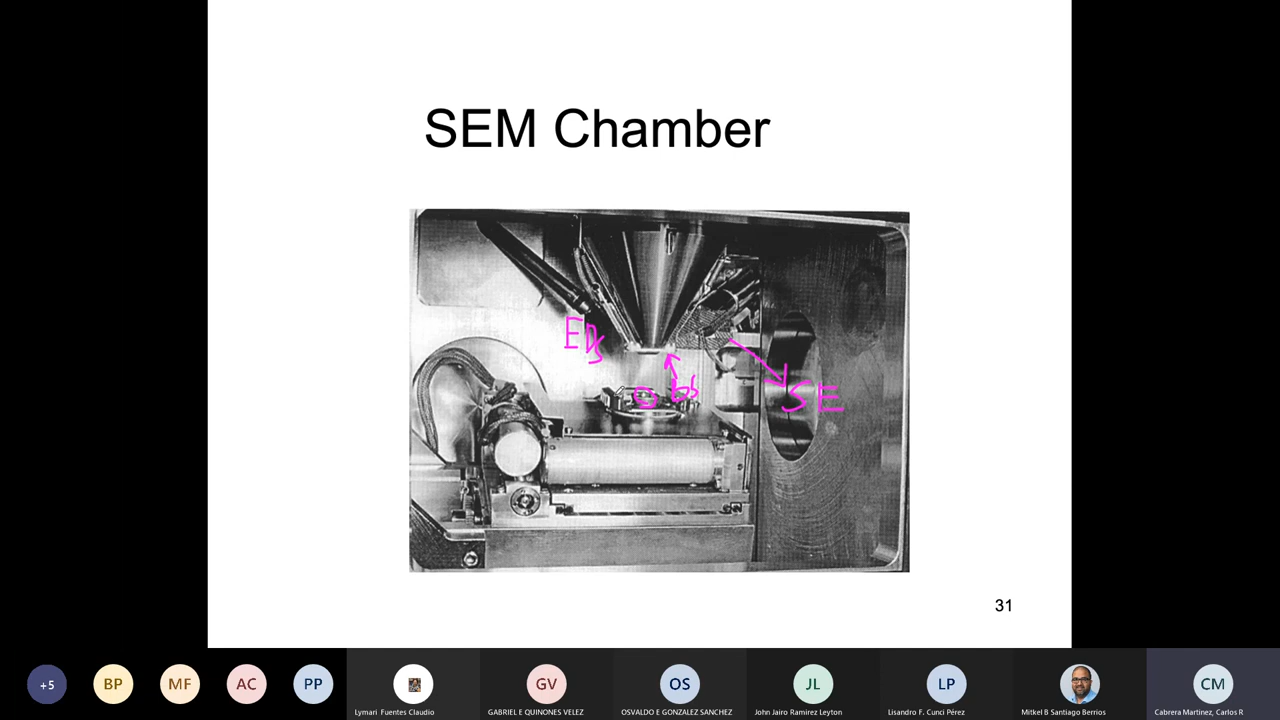 SEM Chamber
EDS
bs
SE
31
+5
BP
MF
AC
PP
GV
OS
JL
LP
CM
Lymari Fuentes Claudio
GABRIEL E QUINONES VELEZ
OSVALDO E GONZALEZ SANCHEZ
John Jairo Ramirez Leyton
Lisandro F. Cunci Pérez
Mitkel B Santiago Berrios
Cabrera Martinez, Carlos R